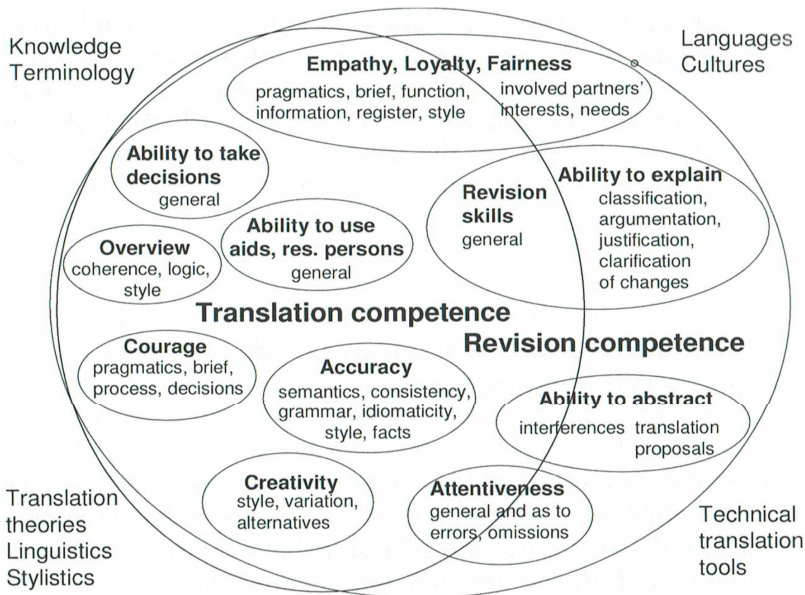 Knowledge
Terminology
Languages
Cultures
Empathy, Loyalty, Fairness
pragmatics, brief, function,
information, register, style
involved partners'
interests, needs
Ability to take
decisions
general
Ability to explain
classification,
argumentation,
justification,
clarification
of changes
Revision
skills
general
Ability to use
aids, res. persons
general
Overview
coherence, logic,
style
Translation competence
Revision competence
Courage
pragmatics, brief,
process, decisions
Accuracy
semantics, consistency,
grammar, idiomaticity,
style, facts
Ability to abstract
interferences
translation
proposals
Creativity
style, variation,
alternatives
Attentiveness
general and as to
errors, omissions
Translation
theories
Linguistics
Stylistics
Technical
translation
tools